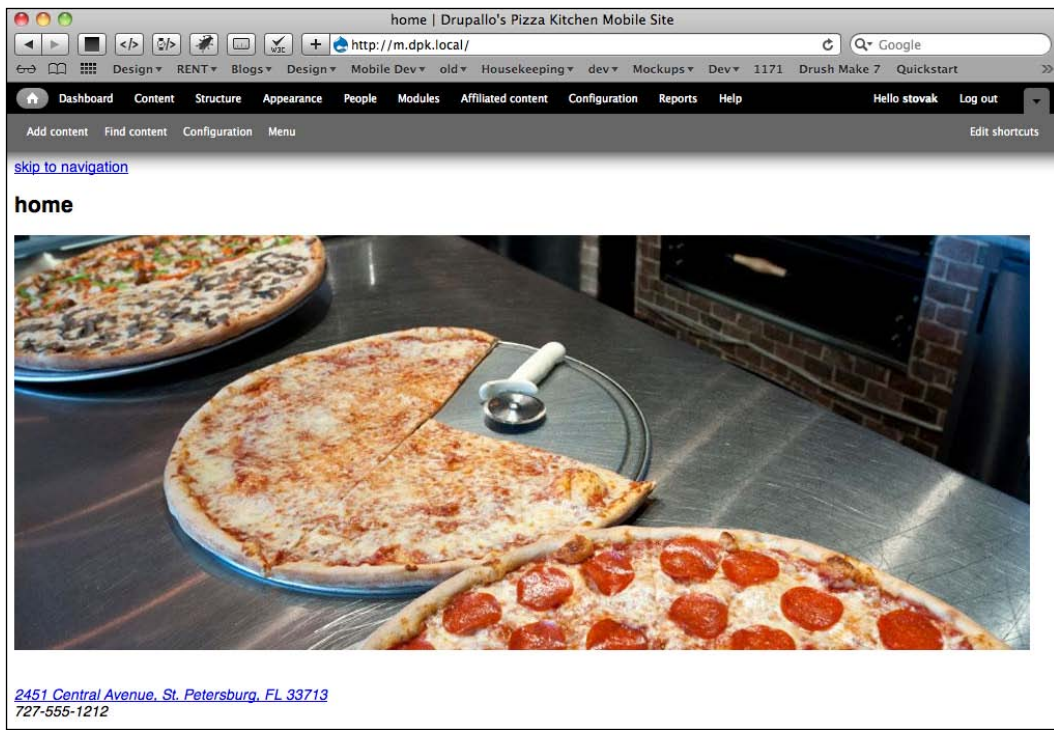 home | Drupallo's Pizza Kitchen Mobile Site
</> W3C + http://m.dpk.local/ Google
Design RENT Blogs Design Mobile Dev old Housekeeping dev Mockups Dev 1171 Drush Make 7 Quickstart
Dashboard Content Structure Appearance People Modules Affiliated content Configuration Reports Help Hello stovak Log out
Add content Find content Configuration Menu Edit shortcuts
skip to navigation
home
2451 Central Avenue, St. Petersburg, FL 33713
727-555-1212